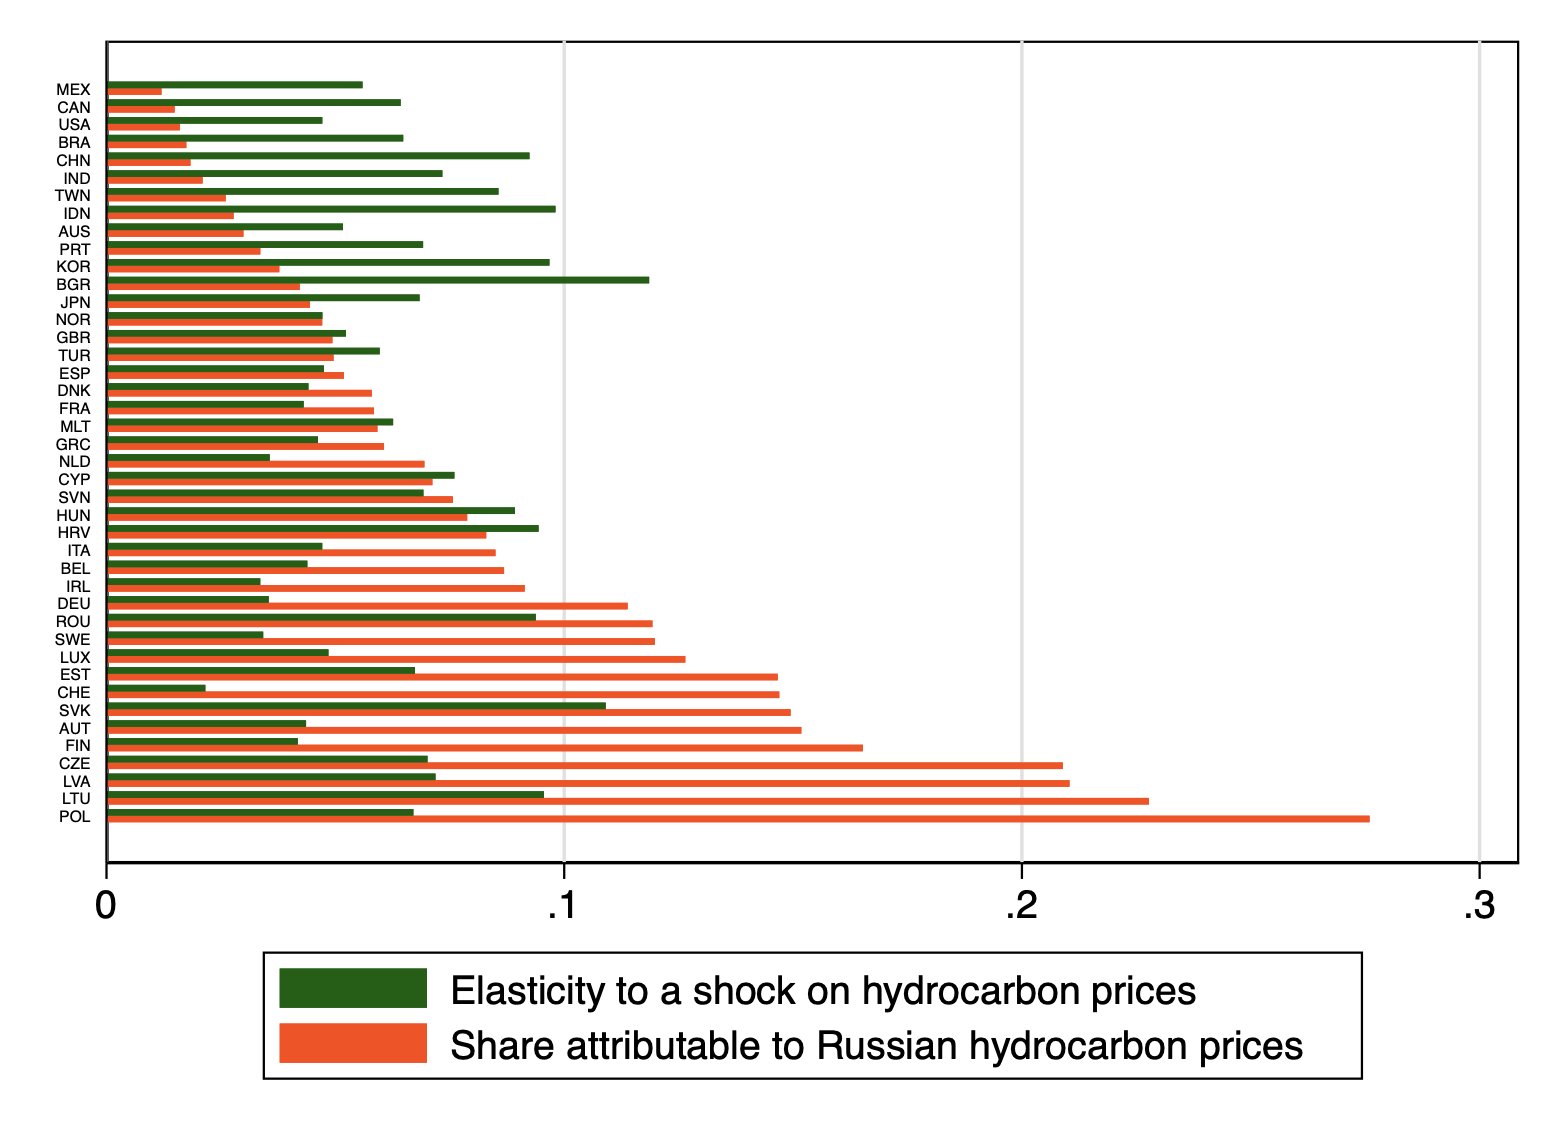 MEX
CAN
USA
BRA
CHN
IND
TWN
IDN
AUS
PRT
KOR
BGR
JPN
NOR
GBR
TUR
ESP
DNK
FRA
MLT
GRC
NLD
CYP
SVN
HUN
HRV
ITA
BEL
IRL
DEU
ROU
SWE
LUX
EST
CHE
SVK
AUT
FIN
CZE
LVA
LTU
POL
0 .1 .2 .3
Elasticity to a shock on hydrocarbon prices
Share attributable to Russian hydrocarbon prices